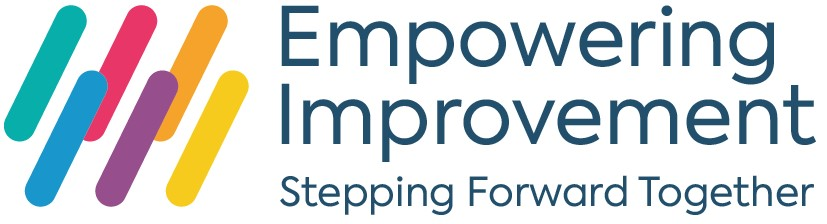 Empowering
Improvement
Stepping Forward Together